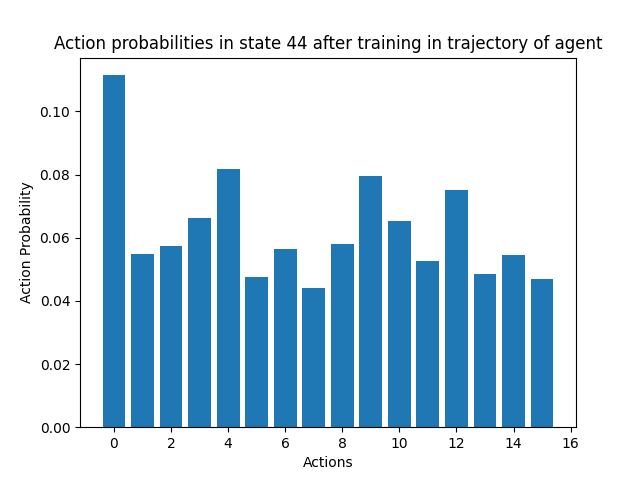 Action probabilities in state 44 after training in trajectory of agent
0.10
0.08
0.06
0.04
0.02
0.00
Action Probability
0 2 4 6 8 10 12 14 16
Actions